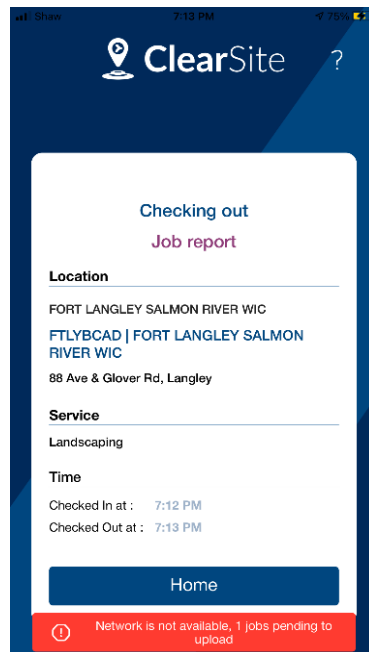 Shaw 7:13 PM 75%
ClearSite ?
Checking out
Job report
Location
FORT LANGLEY SALMON RIVER WIC
FTLYBCAD | FORT LANGLEY SALMON
RIVER WIC
88 Ave & Glover Rd, Langley
Service
Landscaping
Time
Checked In at : 7:12 PM
Checked Out at : 7:13 PM
Home
Network is not available, 1 jobs pending to
upload